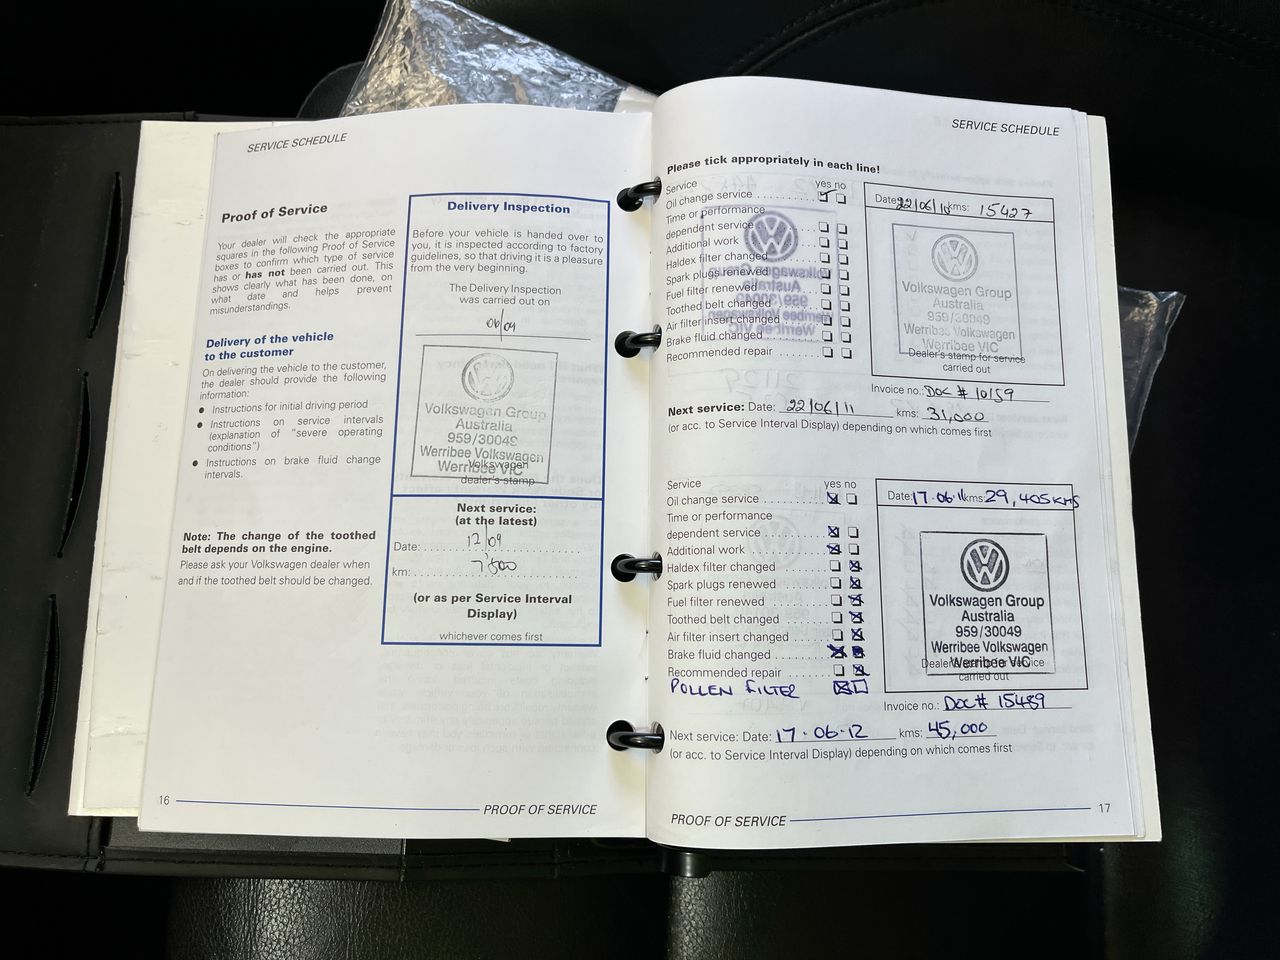 SERVICE SCHEDULE
Proof of Service
Your dealer will check the appropriate
squares in the following Proof of Service
boxes to confirm which type of service
has or has not been carried out. This
shows clearly what has been done, on
what date and helps prevent
misunderstandings.
Delivery of the vehicle
to the customer
On delivering the vehicle to the customer,
the dealer should provide the following
information:
● Instructions for initial driving period
● Instructions on service intervals
(explanation of "severe operating
conditions")
● Instructions on brake fluid change
intervals.
Note: The change of the toothed
belt depends on the engine.
Please ask your Volkswagen dealer when
and if the toothed belt should be changed.
Delivery Inspection
Before your vehicle is handed over to
you, it is inspected according to factory
guidelines, so that driving it is a pleasure
from the very beginning.
The Delivery Inspection
was carried out on
06/09
Volkswagen Group
Australia
959/30049
Werribee Volkswagen
Werribee VIC
Volkswagen
dealer's stamp
Next service:
(at the latest)
Date: 12/09
km: 7'500
(or as per Service Interval
Display)
whichever comes first
16
PROOF OF SERVICE
SERVICE SCHEDULE
Please tick appropriately in each line!
Service yes no
Oil change service
Time or performance
dependent service
Additional work
Haldex filter changed
Spark plugs renewed
Fuel filter renewed
Toothed belt changed
Air filter insert changed
Brake fluid changed
Recommended repair
Date: 22/06/10 kms: 15427
Volkswagen Group
Australia
959/30049
Werribee Volkswagen
Werribee VIC
Dealer's stamp for service
carried out
Invoice no.: DOC # 10159
Next service: Date: 22/06/11 kms: 31,000
(or acc. to Service Interval Display) depending on which comes first
Service yes no
Oil change service
Time or performance
dependent service
Additional work
Haldex filter changed
Spark plugs renewed
Fuel filter renewed
Toothed belt changed
Air filter insert changed
Brake fluid changed
Recommended repair
POLLEN FILTER
Date: 17.06.11 kms: 29,405KMS
Volkswagen Group
Australia
959/30049
Werribee Volkswagen
Werribee VIC
Dealer's stamp for service
carried out
Invoice no.: DOC# 15489
Next service: Date: 17.06.12 kms: 45,000
(or acc. to Service Interval Display) depending on which comes first
PROOF OF SERVICE
17